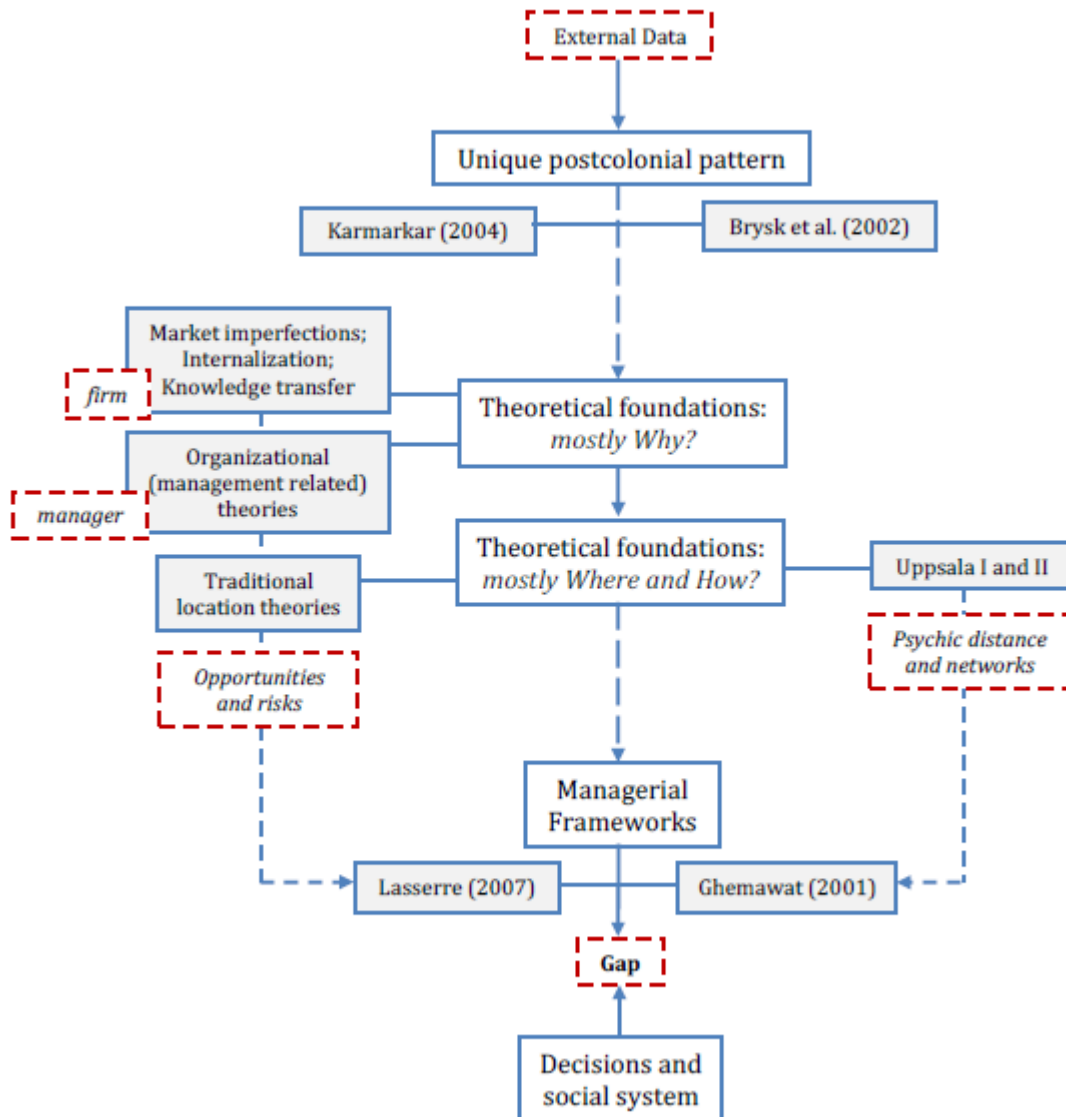 External Data
Unique postcolonial pattern
Karmarkar (2004)
Brysk et al. (2002)
Market imperfections;
Internalization;
Knowledge transfer
firm
Theoretical foundations:
mostly Why?
Organizational
(management related)
theories
manager
Theoretical foundations:
mostly Where and How?
Traditional
location theories
Uppsala I and II
Opportunities
and risks
Psychic distance
and networks
Managerial
Frameworks
Lasserre (2007)
Ghemawat (2001)
Gap
Decisions and
social system